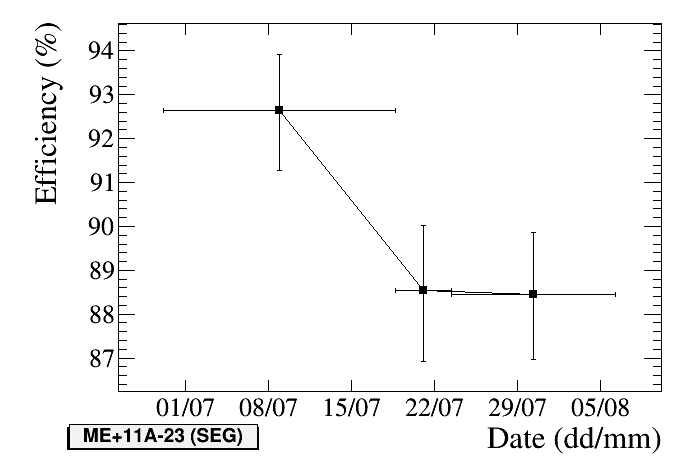 Efficiency (%)
94
93
92
91
90
89
88
87
01/07 08/07 15/07 22/07 29/07 05/08
ME+11A-23 (SEG)
Date (dd/mm)